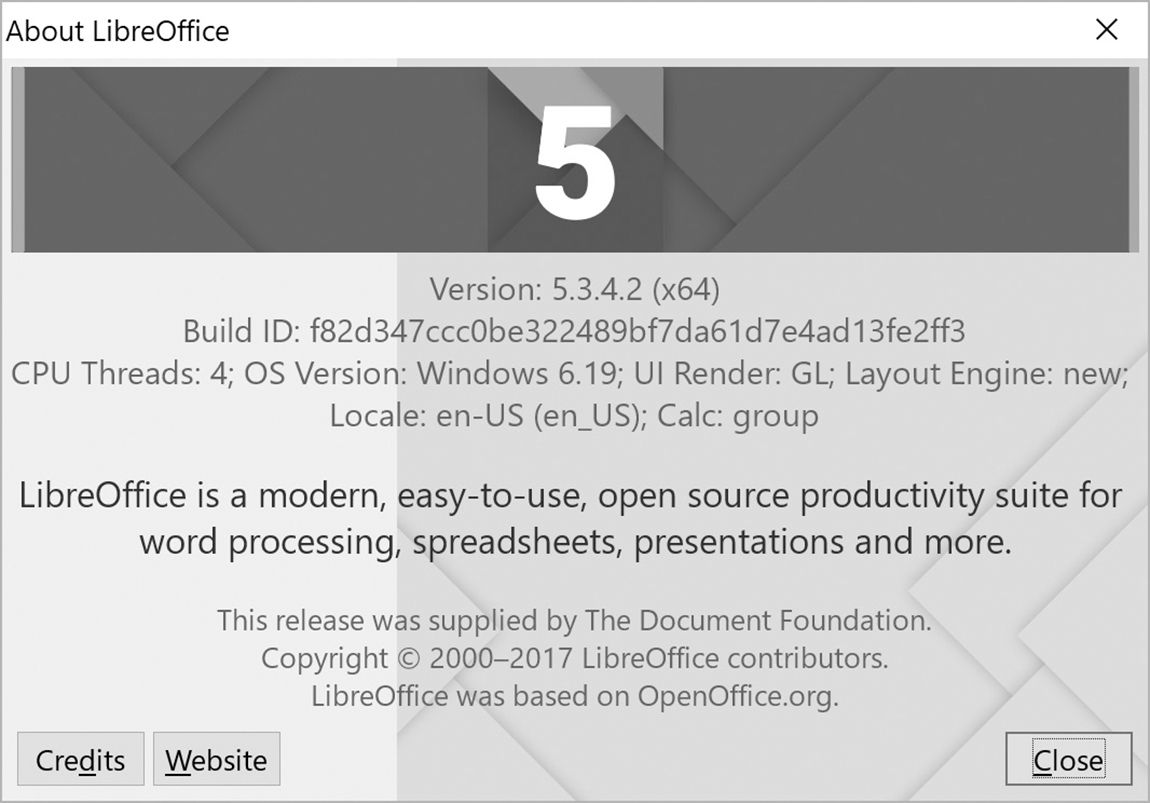 About LibreOffice
5
Version: 5.3.4.2 (x64)
Build ID: f82d347ccc0be322489bf7da61d7e4ad13fe2ff3
CPU Threads: 4; OS Version: Windows 6.19; UI Render: GL; Layout Engine: new;
Locale: en-US (en_US); Calc: group
LibreOffice is a modern, easy-to-use, open source productivity suite for
word processing, spreadsheets, presentations and more.
This release was supplied by The Document Foundation.
Copyright © 2000–2017 LibreOffice contributors.
LibreOffice was based on OpenOffice.org.
Credits Website Close